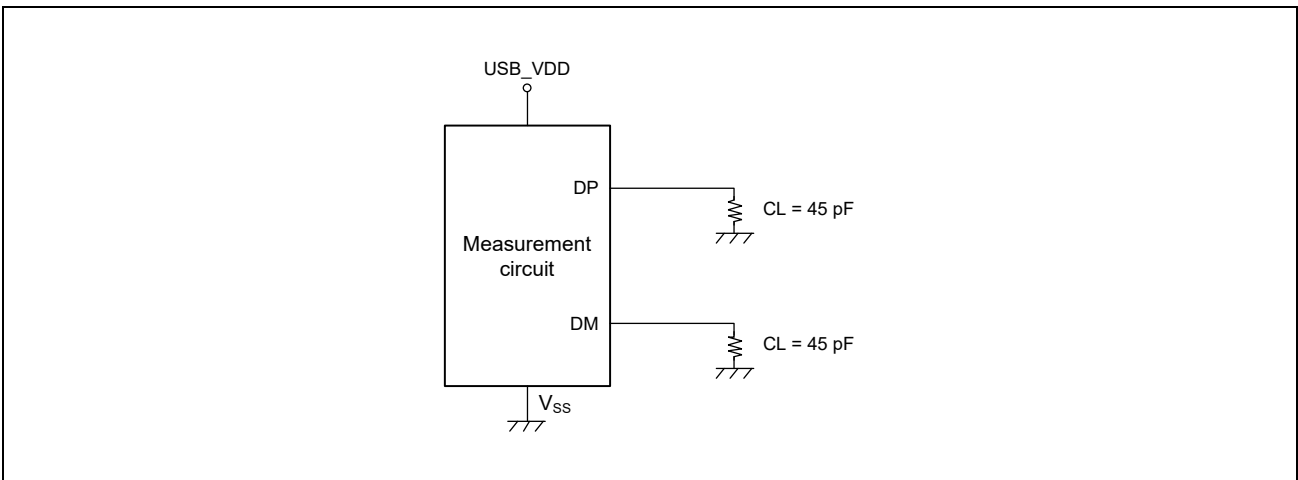 USB_VDD
DP
CL = 45 pF
Measurement
circuit
DM
CL = 45 pF
VSS